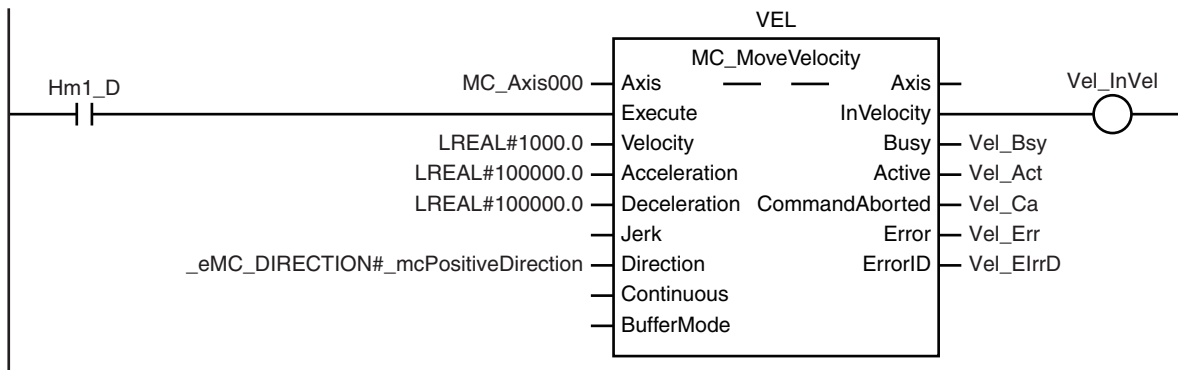 VEL
MC_MoveVelocity
Hm1_D
MC_Axis000 Axis Axis Vel_InVel
Execute InVelocity
LREAL#1000.0 Velocity Busy Vel_Bsy
LREAL#100000.0 Acceleration Active Vel_Act
LREAL#100000.0 Deceleration CommandAborted Vel_Ca
Jerk Error Vel_Err
_eMC_DIRECTION#_mcPositiveDirection Direction ErrorID Vel_EIrrD
Continuous
BufferMode